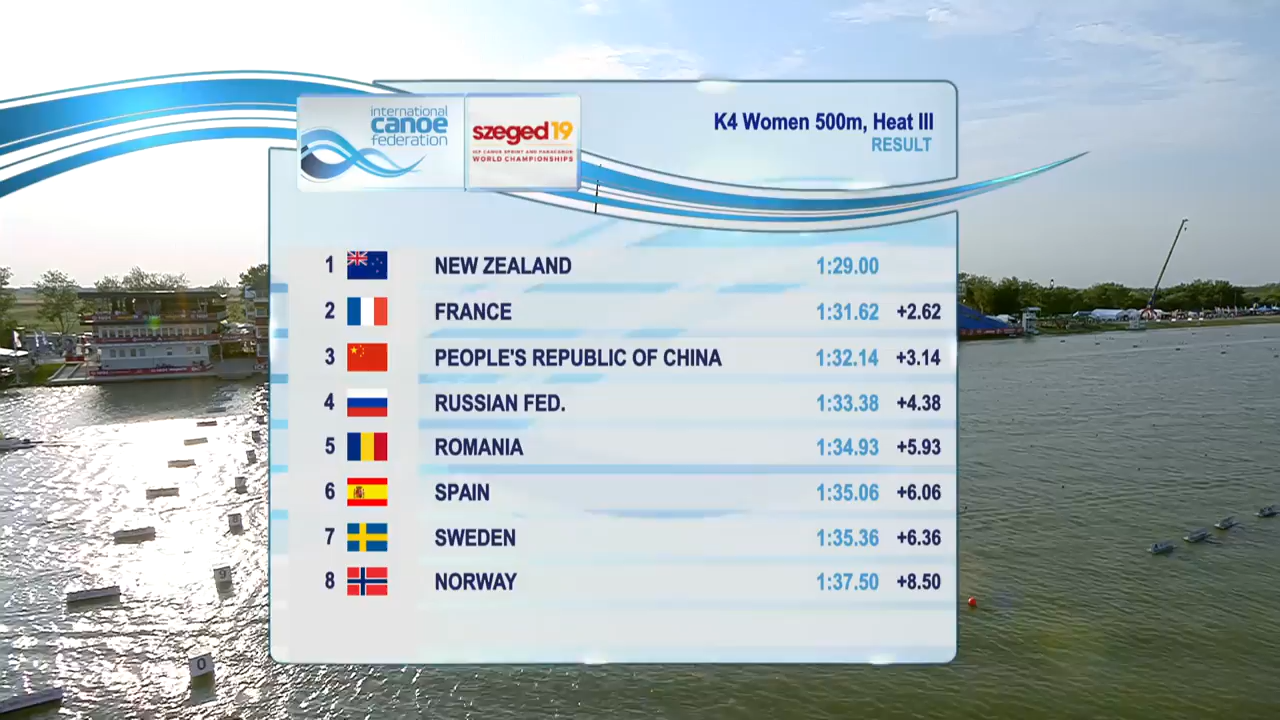 international
canoe
federation
szeged19
ICF CANOE SPRINT AND PARACANOE
WORLD CHAMPIONSHIPS
K4 Women 500m, Heat III
RESULT
1 NEW ZEALAND 1:29.00
2 FRANCE 1:31.62 +2.62
3 PEOPLE'S REPUBLIC OF CHINA 1:32.14 +3.14
4 RUSSIAN FED. 1:33.38 +4.38
5 ROMANIA 1:34.93 +5.93
6 SPAIN 1:35.06 +6.06
7 SWEDEN 1:35.36 +6.36
8 NORWAY 1:37.50 +8.50
0